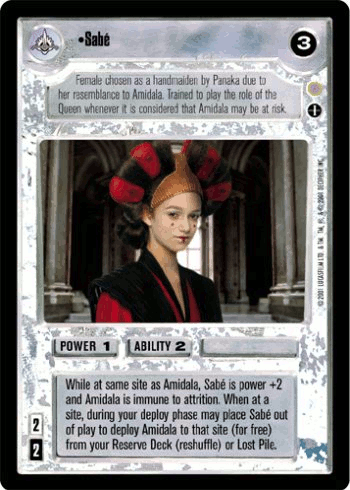 •Sabé
3
Female chosen as a handmaiden by Panaka due to
her resemblance to Amidala. Trained to play the role of the
Queen whenever it is considered that Amidala may be at risk.
POWER 1 ABILITY 2
While at same site as Amidala, Sabé is power +2
and Amidala is immune to attrition. When at a
site, during your deploy phase may place Sabé out
of play to deploy Amidala to that site (for free)
from your Reserve Deck (reshuffle) or Lost Pile.
2
2